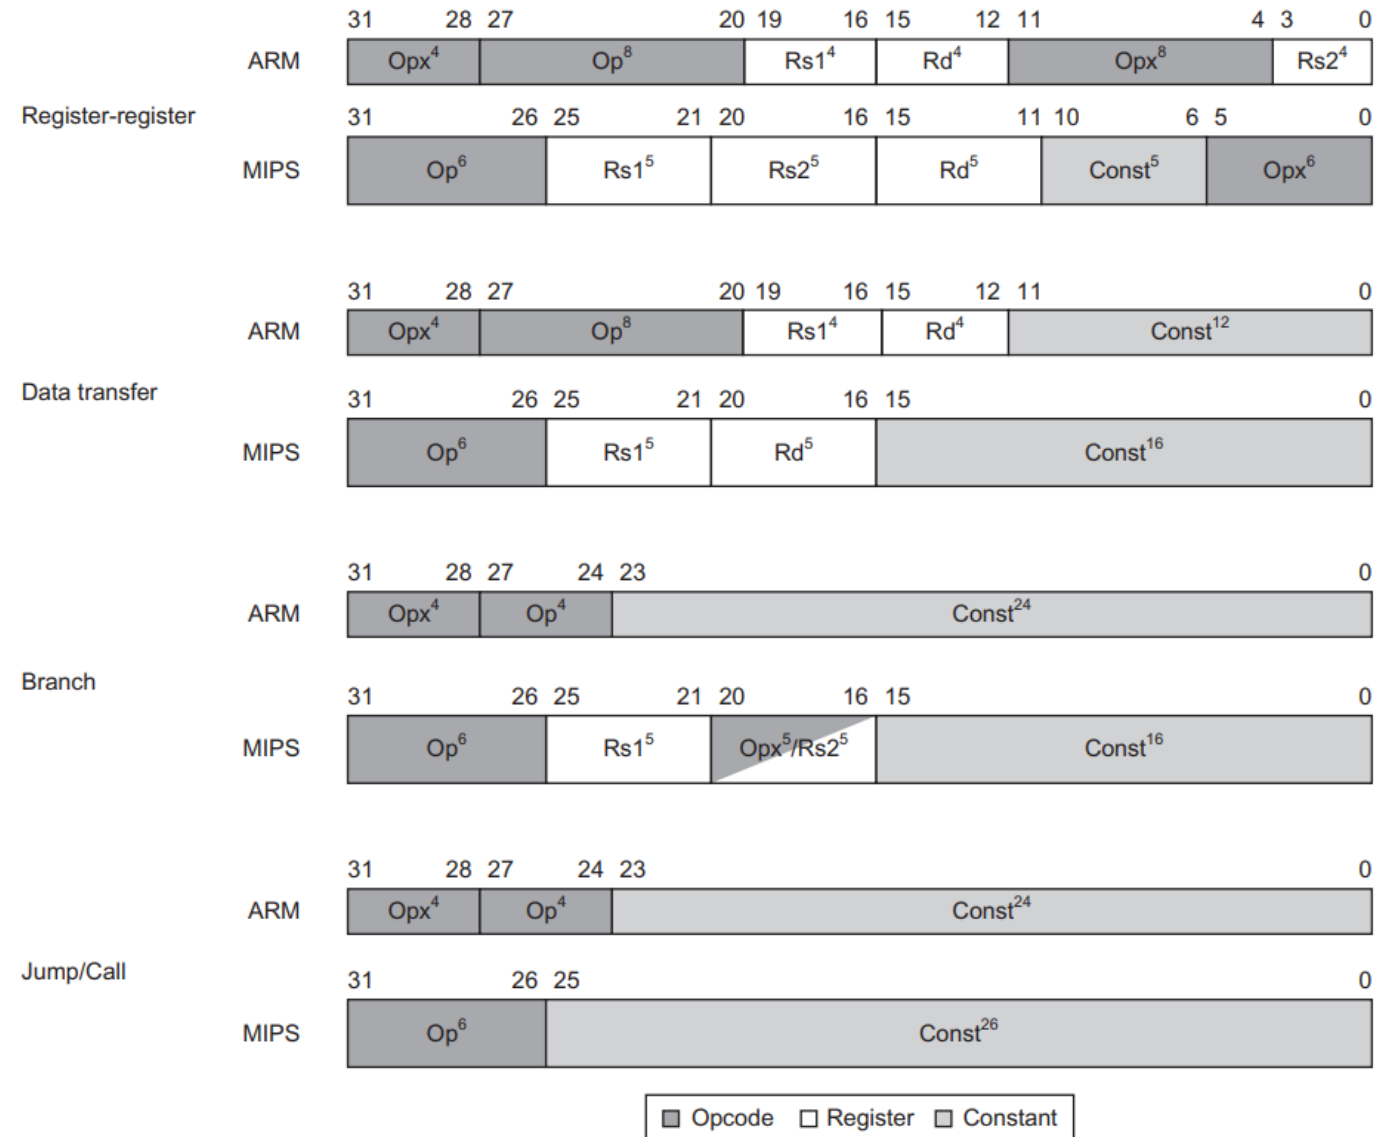 31 28 27 20 19 16 15 12 11 4 3 0
ARM Opx⁴ Op⁸ Rs1⁴ Rd⁴ Opx⁸ Rs2⁴
Register-register
31 26 25 21 20 16 15 11 10 6 5 0
MIPS Op⁶ Rs1⁵ Rs2⁵ Rd⁵ Const⁵ Opx⁶
31 28 27 20 19 16 15 12 11 0
ARM Opx⁴ Op⁸ Rs1⁴ Rd⁴ Const¹²
Data transfer
31 26 25 21 20 16 15 0
MIPS Op⁶ Rs1⁵ Rd⁵ Const¹⁶
31 28 27 24 23 0
ARM Opx⁴ Op⁴ Const²⁴
Branch
31 26 25 21 20 16 15 0
MIPS Op⁶ Rs1⁵ Opx⁵/Rs2⁵ Const¹⁶
31 28 27 24 23 0
ARM Opx⁴ Op⁴ Const²⁴
Jump/Call
31 26 25 0
MIPS Op⁶ Const²⁶
Opcode Register Constant